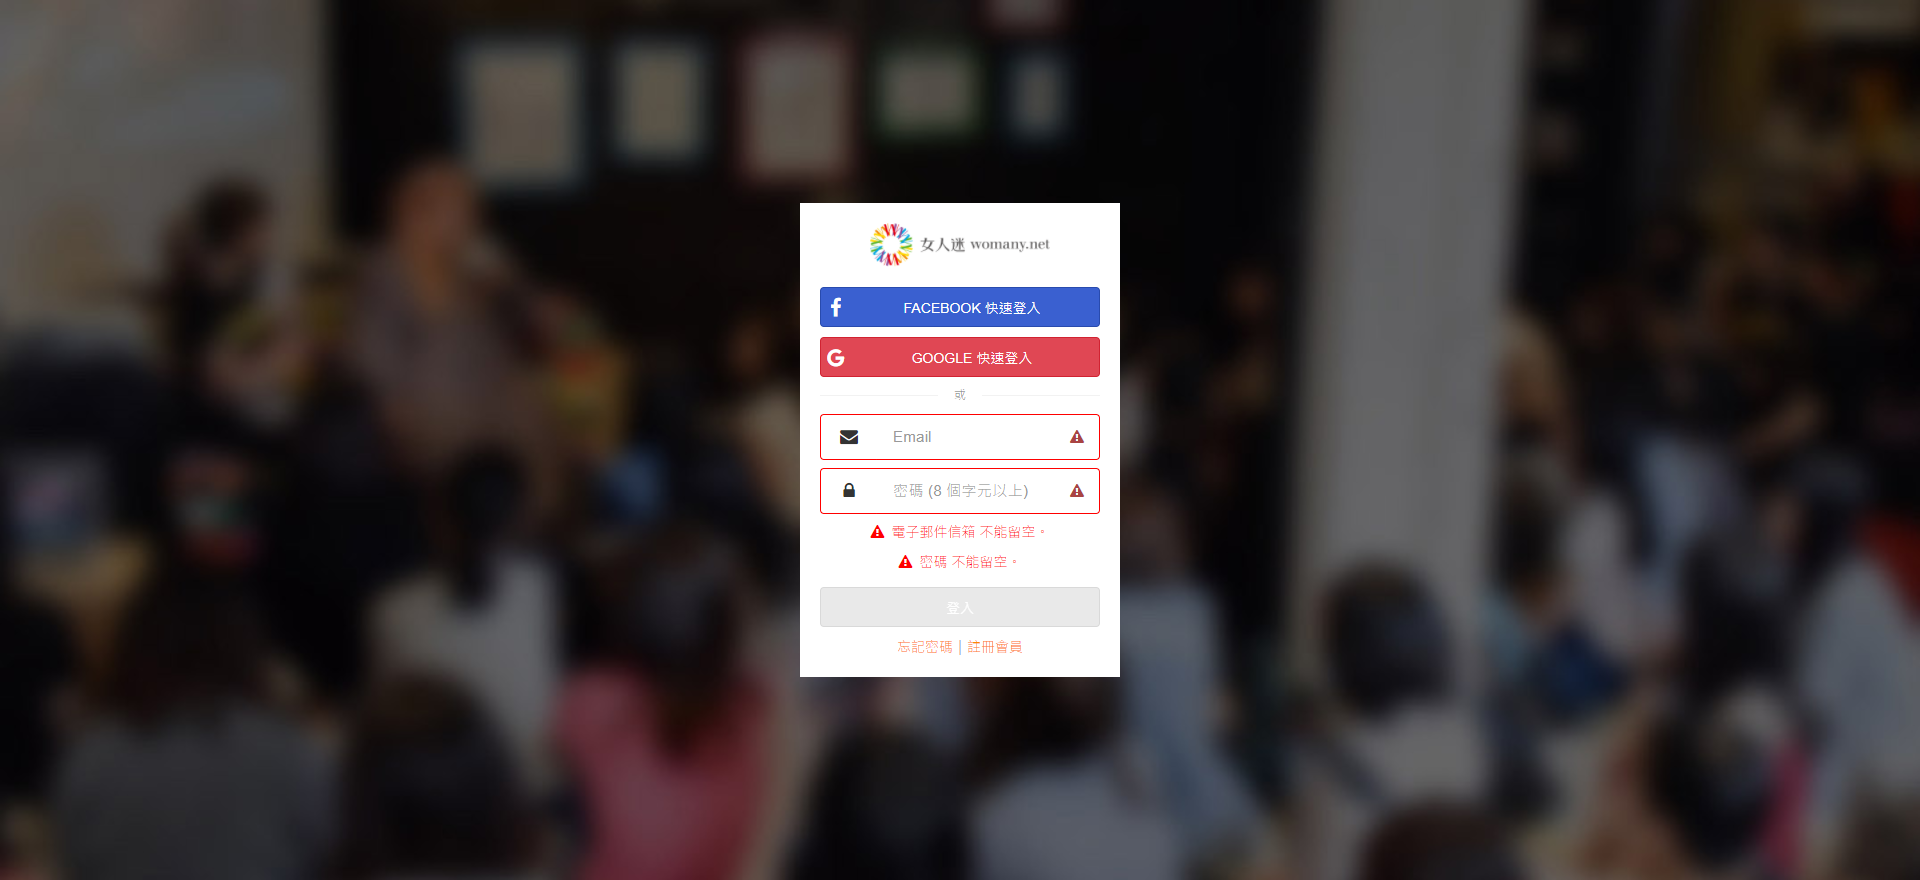 女人迷 womany.net
FACEBOOK 快速登入
GOOGLE 快速登入
或
Email
密碼 (8 個字元以上)
電子郵件信箱 不能留空。
密碼 不能留空。
登入
忘記密碼 | 註冊會員